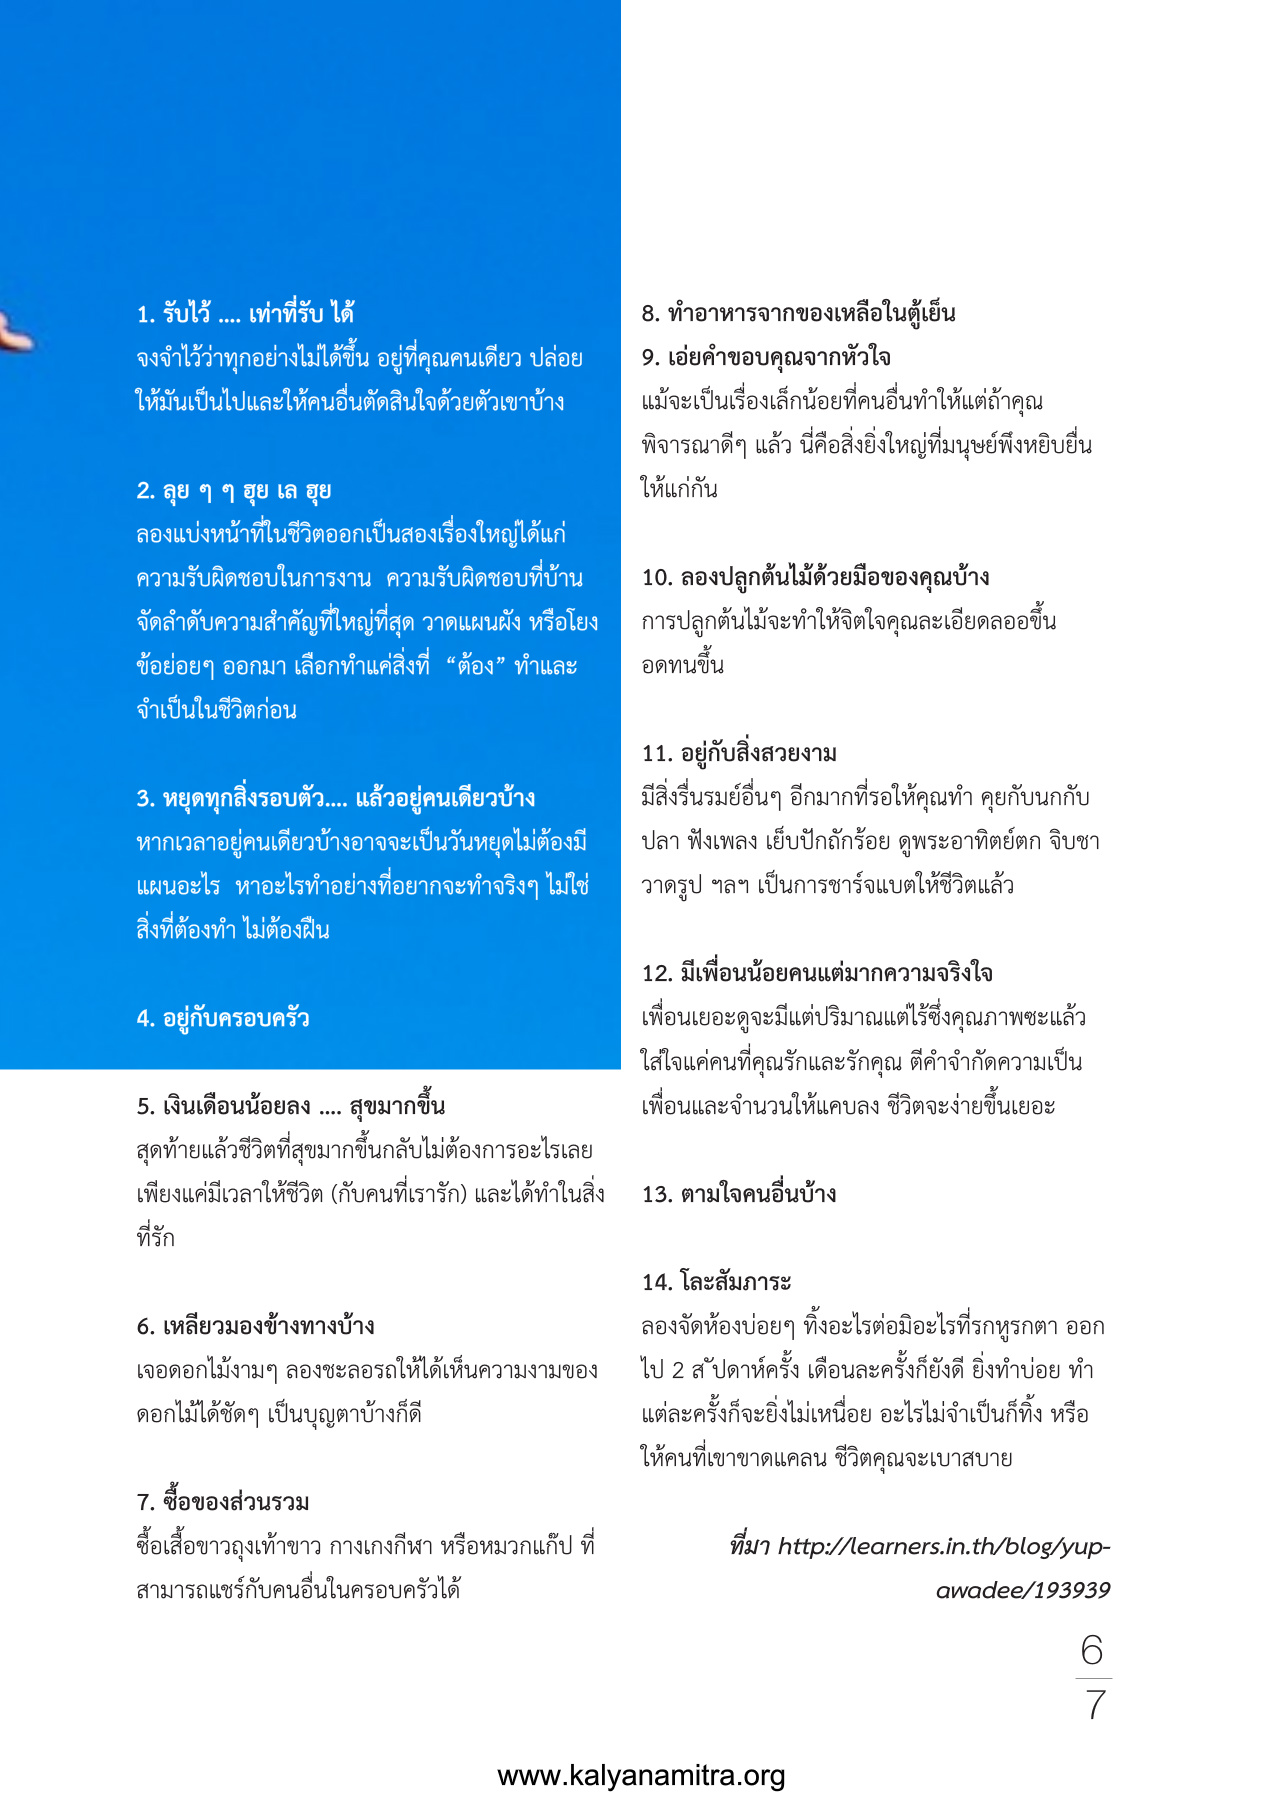 1. รับไว้ .... เท่าที่รับ ได้
จงจำไว้ว่าทุกอย่างไม่ได้ขึ้น อยู่ที่คุณคนเดียว ปล่อย
ให้มันเป็นไปและให้คนอื่นตัดสินใจด้วยตัวเขาบ้าง
2. ลุย ๆ ๆ ฮุย เล ฮุย
ลองแบ่งหน้าที่ในชีวิตออกเป็นสองเรื่องใหญ่ได้แก่
ความรับผิดชอบในการงาน ความรับผิดชอบที่บ้าน
จัดลำดับความสำคัญที่ใหญ่ที่สุด วาดแผนผัง หรือโยง
ข้อย่อยๆ ออกมา เลือกทำแค่สิ่งที่ “ต้อง” ทำและ
จำเป็นในชีวิตก่อน
3. หยุดทุกสิ่งรอบตัว.... แล้วอยู่คนเดียวบ้าง
หากเวลาอยู่คนเดียวบ้างอาจจะเป็นวันหยุดไม่ต้องมี
แผนอะไร หาอะไรทำอย่างที่อยากจะทำจริงๆ ไม่ใช่
สิ่งที่ต้องทำ ไม่ต้องฝืน
4. อยู่กับครอบครัว
5. เงินเดือนน้อยลง .... สุขมากขึ้น
สุดท้ายแล้วชีวิตที่สุขมากขึ้นกลับไม่ต้องการอะไรเลย
เพียงแค่มีเวลาให้ชีวิต (กับคนที่เรารัก) และได้ทำในสิ่ง
ที่รัก
6. เหลียวมองข้างทางบ้าง
เจอดอกไม้งามๆ ลองชะลอรถให้ได้เห็นความงามของ
ดอกไม้ได้ชัดๆ เป็นบุญตาบ้างก็ดี
7. ซื้อของส่วนรวม
ซื้อเสื้อขาวถุงเท้าขาว กางเกงกีฬา หรือหมวกแก๊ป ที่
สามารถแชร์กับคนอื่นในครอบครัวได้
8. ทำอาหารจากของเหลือในตู้เย็น
9. เอ่ยคำขอบคุณจากหัวใจ
แม้จะเป็นเรื่องเล็กน้อยที่คนอื่นทำให้แต่ถ้าคุณ
พิจารณาดีๆ แล้ว นี่คือสิ่งยิ่งใหญ่ที่มนุษย์พึงหยิบยื่น
ให้แก่กัน
10. ลองปลูกต้นไม้ด้วยมือของคุณบ้าง
การปลูกต้นไม้จะทำให้จิตใจคุณละเอียดลออขึ้น
อดทนขึ้น
11. อยู่กับสิ่งสวยงาม
มีสิ่งรื่นรมย์อื่นๆ อีกมากที่รอให้คุณทำ คุยกับนกกับ
ปลา ฟังเพลง เย็บปักถักร้อย ดูพระอาทิตย์ตก จิบชา
วาดรูป ฯลฯ เป็นการชาร์จแบตให้ชีวิตแล้ว
12. มีเพื่อนน้อยคนแต่มากความจริงใจ
เพื่อนเยอะดูจะมีแต่ปริมาณแต่ไร้ซึ่งคุณภาพซะแล้ว
ใส่ใจแค่คนที่คุณรักและรักคุณ ตีคำจำกัดความเป็น
เพื่อนและจำนวนให้แคบลง ชีวิตจะง่ายขึ้นเยอะ
13. ตามใจคนอื่นบ้าง
14. โละสัมภาระ
ลองจัดห้องบ่อยๆ ทิ้งอะไรต่อมิอะไรที่รกหูรกตา ออก
ไป 2 สัปดาห์ครั้ง เดือนละครั้งก็ยังดี ยิ่งทำบ่อย ทำ
แต่ละครั้งก็จะยิ่งไม่เหนื่อย อะไรไม่จำเป็นก็ทิ้ง หรือ
ให้คนที่เขาขาดแคลน ชีวิตคุณจะเบาสบาย
ที่มา http://learners.in.th/blog/yup-
awadee/193939
6
7
www.kalyanamitra.org